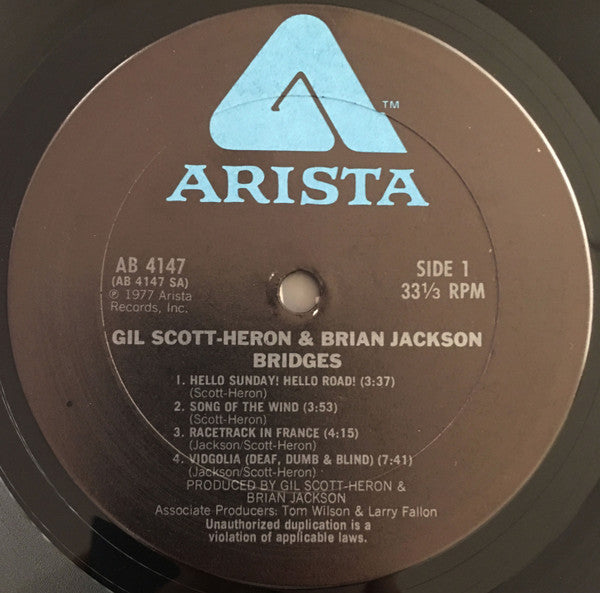 ™
ARISTA
AB 4147
(AB 4147 SA)
℗ 1977 Arista
Records, Inc.
SIDE 1
33⅓ RPM
GIL SCOTT-HERON & BRIAN JACKSON
BRIDGES
1. HELLO SUNDAY! HELLO ROAD! (3:37)
(Scott-Heron)
2. SONG OF THE WIND (3:53)
(Scott-Heron)
3. RACETRACK IN FRANCE (4:15)
(Jackson/Scott-Heron)
4. VIDGOLIA (DEAF, DUMB & BLIND) (7:41)
(Jackson/Scott-Heron)
PRODUCED BY GIL SCOTT-HERON &
BRIAN JACKSON
Associate Producers: Tom Wilson & Larry Fallon
Unauthorized duplication is a
violation of applicable laws.